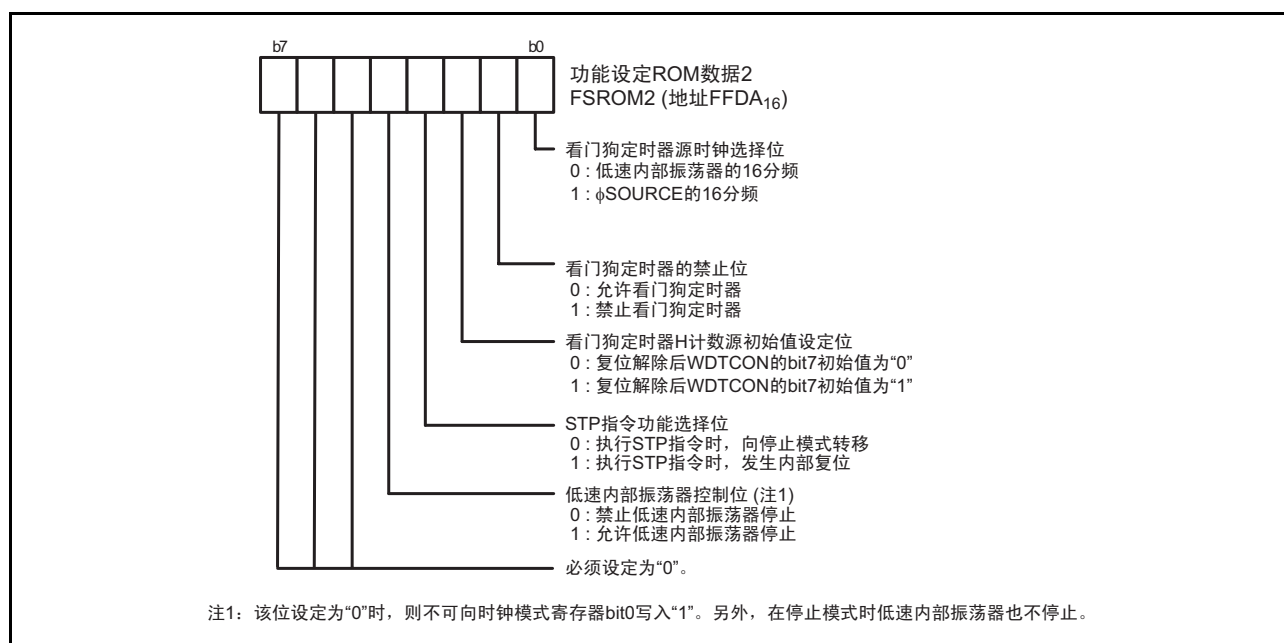 b7 b0
功能设定ROM数据2
FSROM2 (地址FFDA16)
看门狗定时器源时钟选择位
0 : 低速内部振荡器的16分频
1 : ϕSOURCE的16分频
看门狗定时器的禁止位
0 : 允许看门狗定时器
1 : 禁止看门狗定时器
看门狗定时器H计数源初始值设定位
0 : 复位解除后WDTCON的bit7初始值为“0”
1 : 复位解除后WDTCON的bit7初始值为“1”
STP指令功能选择位
0 : 执行STP指令时，向停止模式转移
1 : 执行STP指令时，发生内部复位
低速内部振荡器控制位 (注1)
0 : 禁止低速内部振荡器停止
1 : 允许低速内部振荡器停止
必须设定为“0”。
注1：该位设定为“0”时，则不可向时钟模式寄存器bit0写入“1”。另外，在停止模式时低速内部振荡器也不停止。